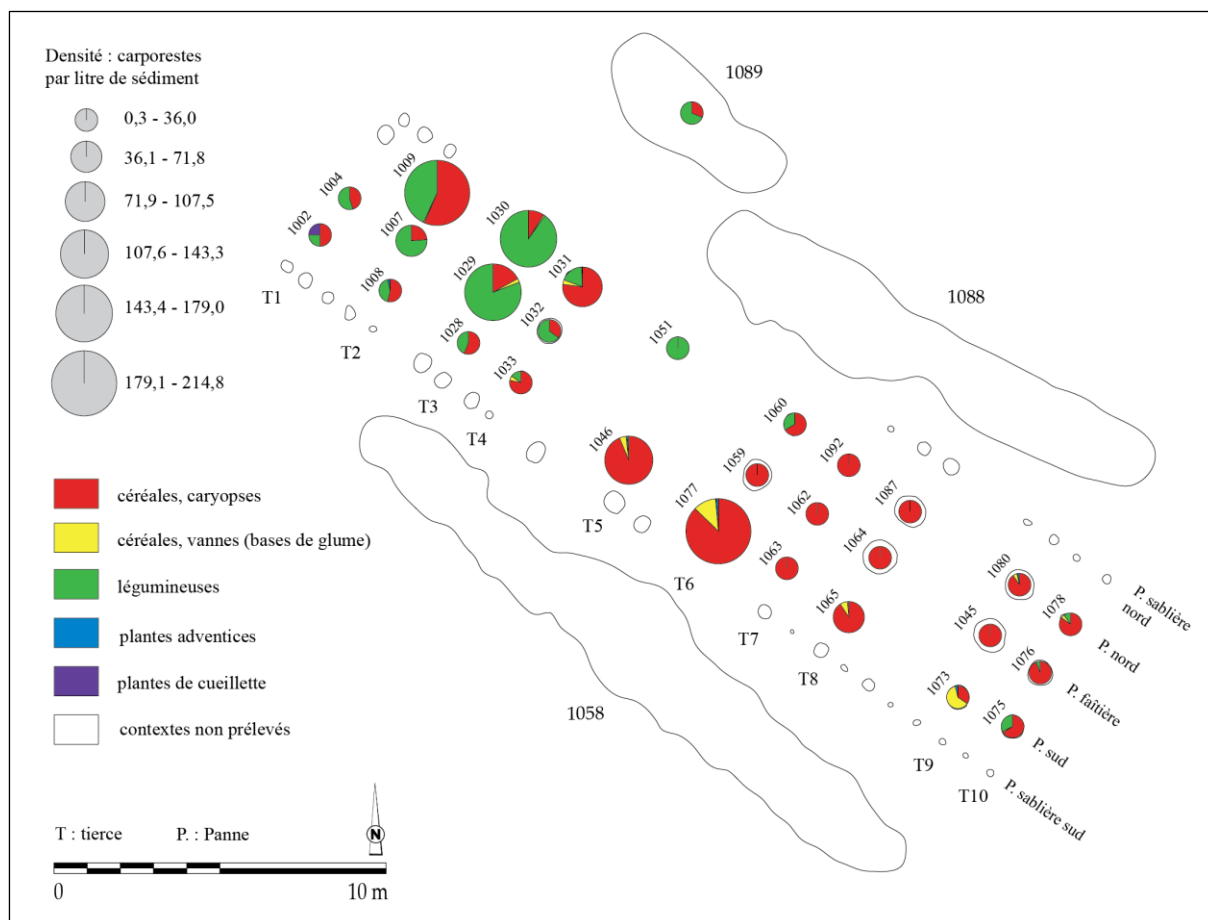 Densité : carporestes
par litre de sédiment
0,3 - 36,0
36,1 - 71,8
71,9 - 107,5
107,6 - 143,3
143,4 - 179,0
179,1 - 214,8
céréales, caryopses
céréales, vannes (bases de glume)
légumineuses
plantes adventices
plantes de cueillette
contextes non prélevés
T : tierce P. : Panne
0 10 m
N
1089
1088
1058
1009
1004
1002
1007
1008
1030
1029
1031
1032
1028
1033
1051
1046
1077
1060
1059
1092
1062
1087
1063
1064
1065
1080
1078
1045
1076
1073
1075
T1
T2
T3
T4
T5
T6
T7
T8
T9
T10
P. sablière
nord
P. nord
P. faîtière
P. sud
P. sablière sud